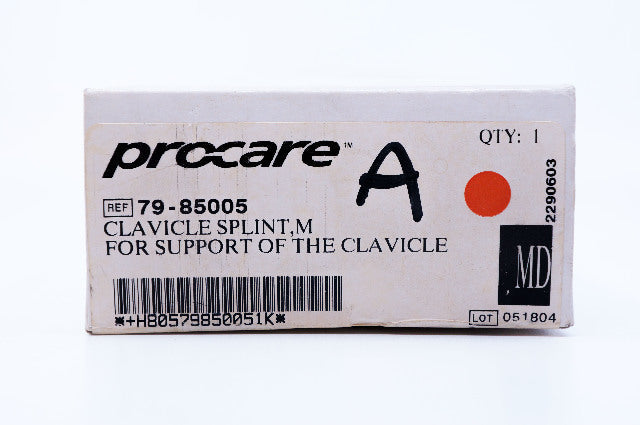 procare™
A
QTY: 1
REF 79-85005
CLAVICLE SPLINT,M
FOR SUPPORT OF THE CLAVICLE
2290603
MD
*+H80579850051K*
LOT 051804